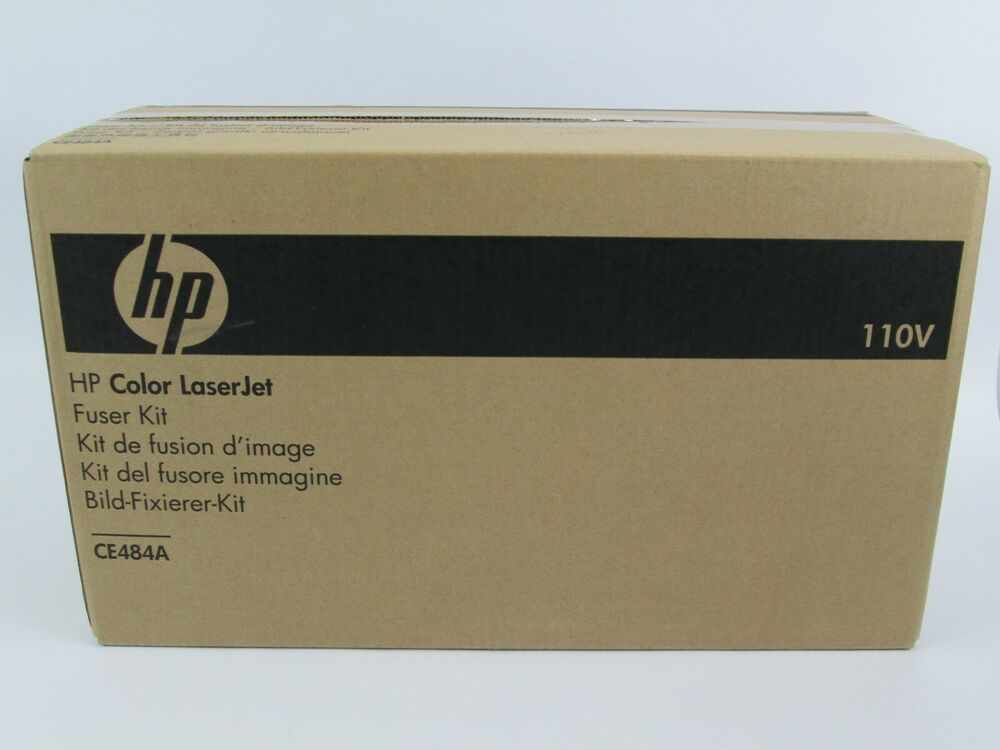 CE484A
hp
110V
HP Color LaserJet
Fuser Kit
Kit de fusion d'image
Kit del fusore immagine
Bild-Fixierer-Kit
CE484A